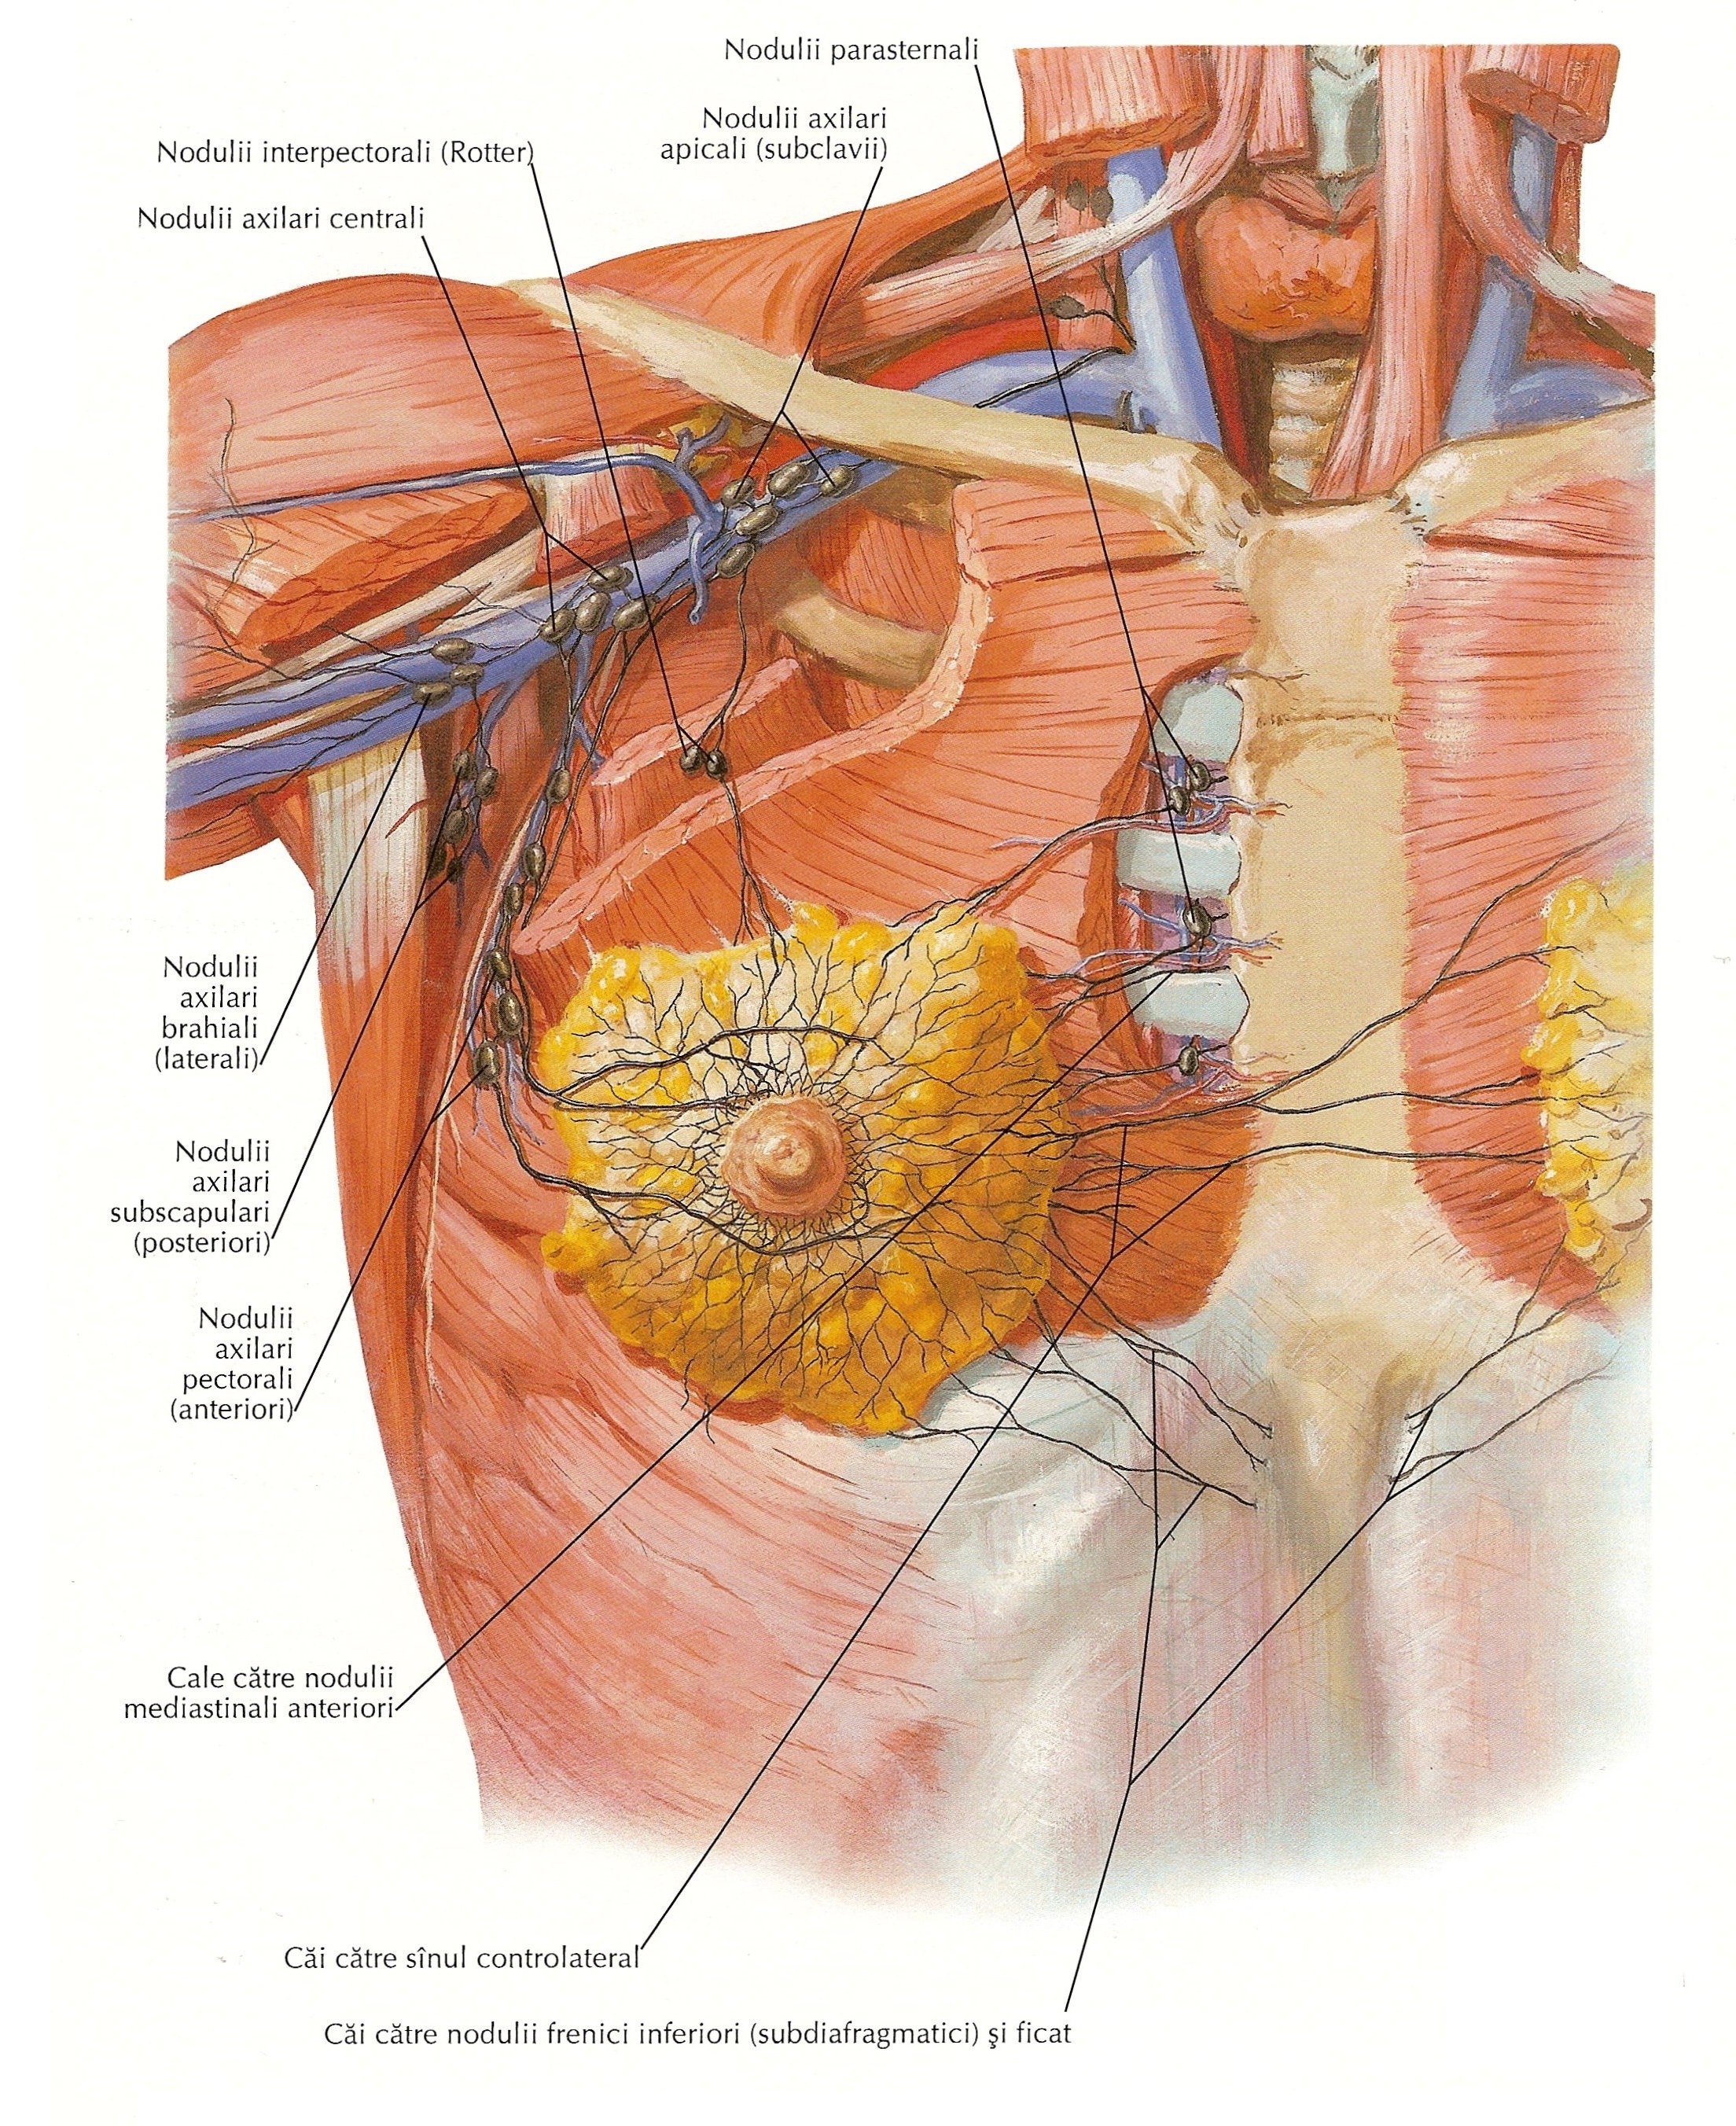 Nodulii parasternali
Nodulii axilari
apicali (subclavii)
Nodulii interpectorali (Rotter)
Nodulii axilari centrali
Nodulii
axilari
brahiali
(laterali)
Nodulii
axilari
subscapulari
(posteriori)
Nodulii
axilari
pectorali
(anteriori)
Cale către nodulii
mediastinali anteriori
Căi către sînul controlateral
Căi către nodulii frenici inferiori (subdiafragmatici) şi ficat